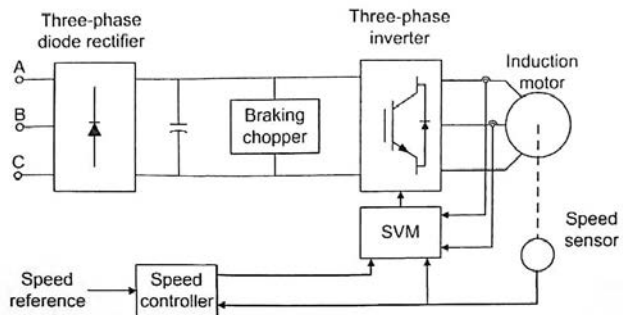 Three-phase
diode rectifier
Three-phase
inverter
Induction
motor
A
B
C
Braking
chopper
SVM
Speed
sensor
Speed
reference
Speed
controller